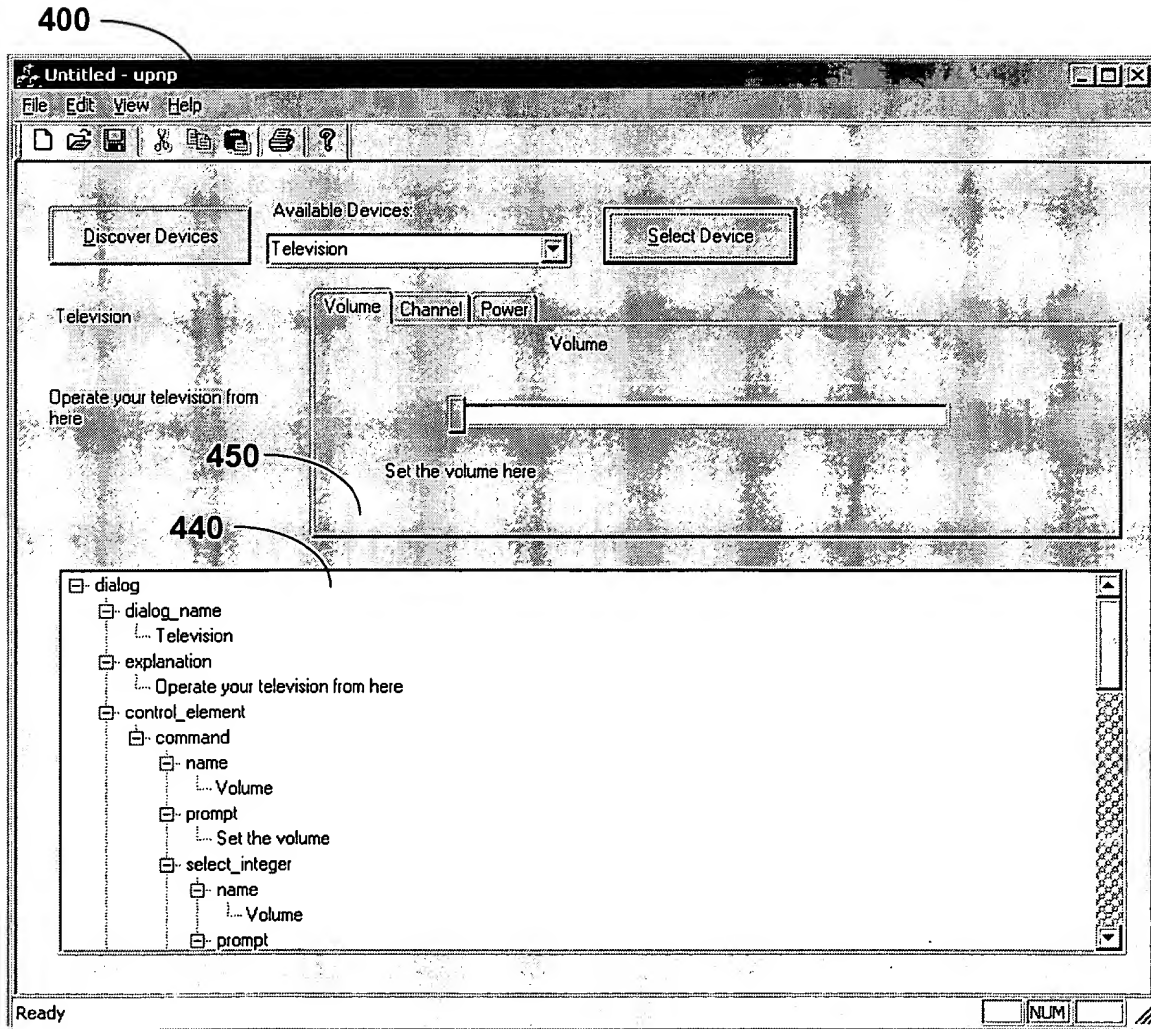 400
Untitled - upnp
File Edit View Help
Discover Devices
Available Devices:
Television
Select Device
Television
Volume Channel Power
Volume
Operate your television from
here
Set the volume here
450
440
dialog
dialog_name
Television
explanation
Operate your television from here
control_element
command
name
Volume
prompt
Set the volume
select_integer
name
Volume
prompt
Ready
NUM